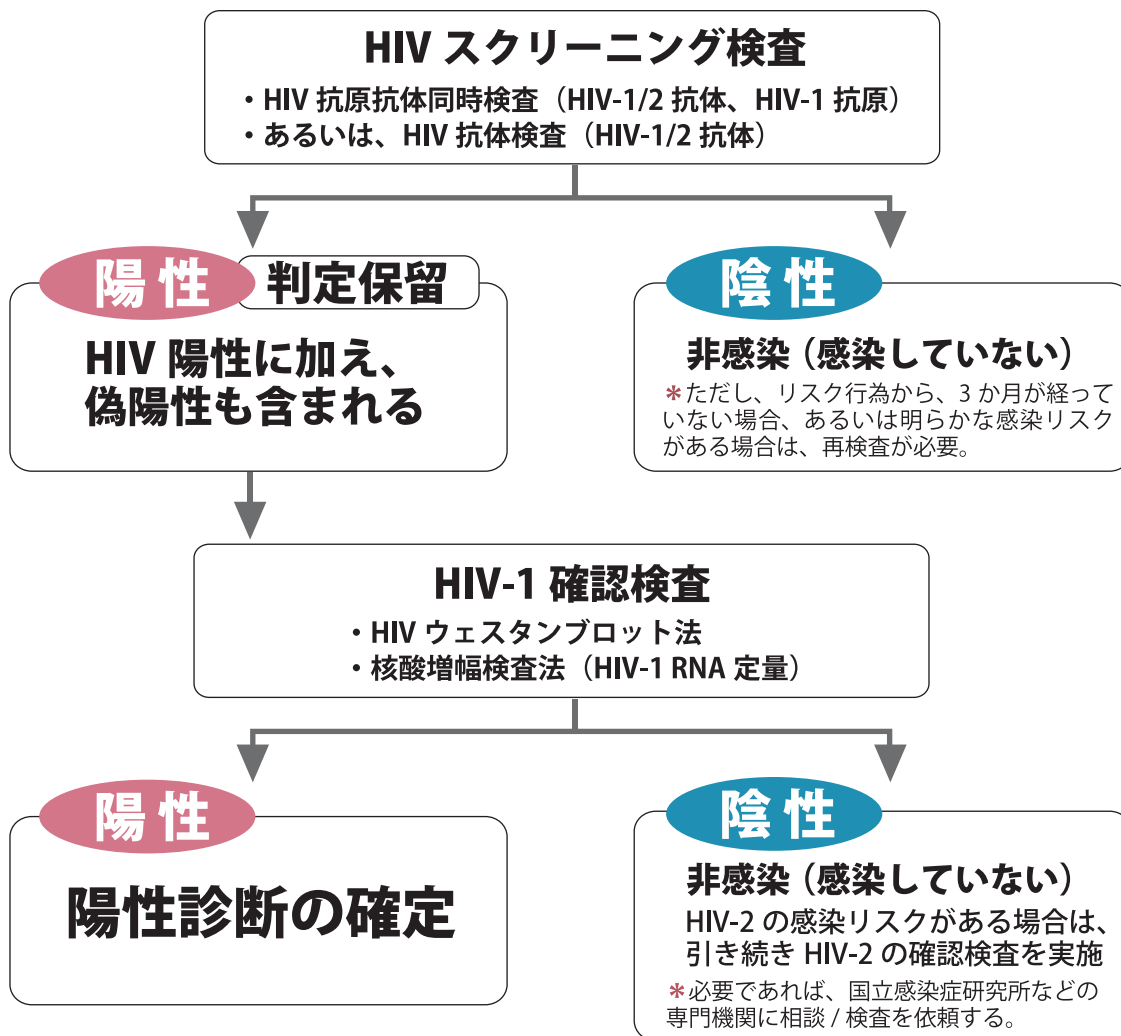 HIV スクリーニング検査
・HIV 抗原抗体同時検査（HIV-1/2 抗体、HIV-1 抗原）
・あるいは、HIV 抗体検査（HIV-1/2 抗体）
陽性 判定保留
HIV 陽性に加え、
偽陽性も含まれる
陰性
非感染（感染していない）
*ただし、リスク行為から、3 か月が経って
いない場合、あるいは明らかな感染リスク
がある場合は、再検査が必要。
HIV-1 確認検査
・HIV ウェスタンブロット法
・核酸増幅検査法（HIV-1 RNA 定量）
陽性
陽性診断の確定
陰性
非感染（感染していない）
HIV-2 の感染リスクがある場合は、
引き続き HIV-2 の確認検査を実施
*必要であれば、国立感染症研究所などの
専門機関に相談 / 検査を依頼する。